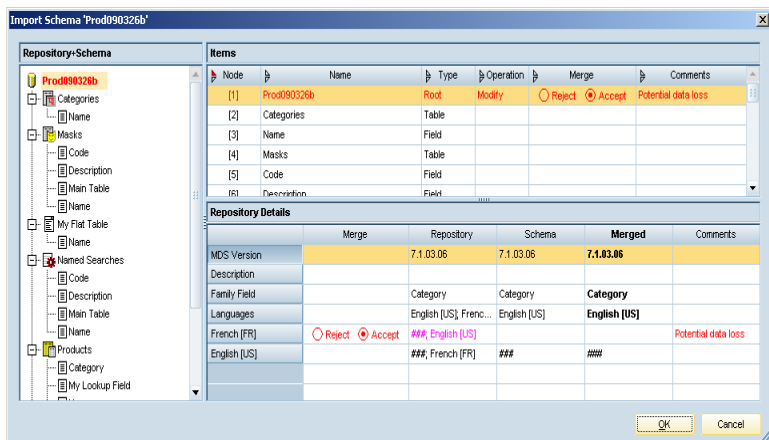 Import Schema 'Prod090326b'
Repository+Schema
Prod090326b
Categories
Name
Masks
Code
Description
Main Table
Name
My Flat Table
Name
Named Searches
Code
Description
Main Table
Name
Products
Category
My Lookup Field
Items
Node Name Type Operation Merge Comments
[1] Prod090326b Root Modify Reject Accept Potential data loss
[2] Categories Table
[3] Name Field
[4] Masks Table
[5] Code Field
[6] Description Field
Repository Details
Merge Repository Schema Merged Comments
MDS Version 7.1.03.06 7.1.03.06 7.1.03.06
Description
Family Field Category Category Category
Languages English [US]; Frenc... English [US] English [US]
French [FR] Reject Accept ###; English [US] Potential data loss
English [US] ###; French [FR] ### ###
OK Cancel